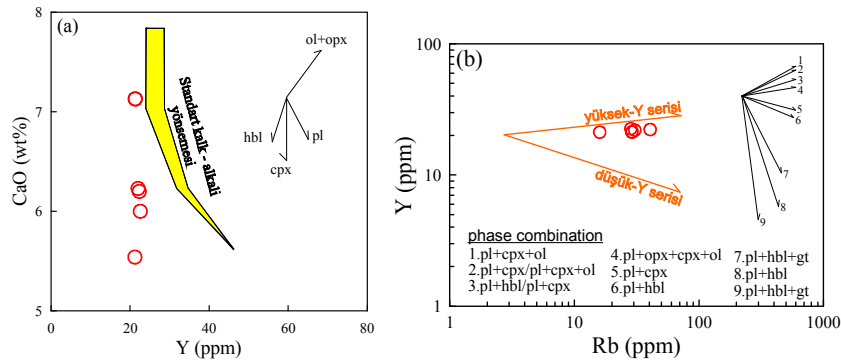 (a)
8
7
6
5
CaO (wt%)
0
20
40
60
80
Y (ppm)
Standart kalk - alkali
yönsemesi
ol+opx
hbl
pl
cpx
(b)
100
10
1
Y (ppm)
1
10
100
1000
Rb (ppm)
yüksek-Y serisi
düşük-Y serisi
1
2
3
4
5
6
7
8
9
phase combination
1.pl+cpx+ol
2.pl+cpx/pl+cpx+ol
3.pl+hbl/pl+cpx
4.pl+opx+cpx+ol
5.pl+cpx
6.pl+hbl
7.pl+hbl+gt
8.pl+hbl
9.pl+hbl+gt